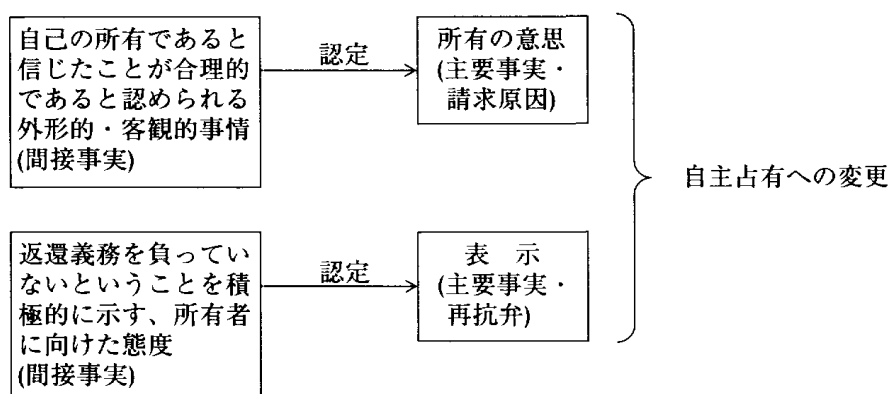 自己の所有であると
信じたことが合理的
であると認められる
外形的・客観的事情
(間接事実)
認定
所有の意思
(主要事実・
請求原因)
自主占有への変更
返還義務を負ってい
ないということを積
極的に示す、所有者
に向けた態度
(間接事実)
認定
表　示
(主要事実・
再抗弁)